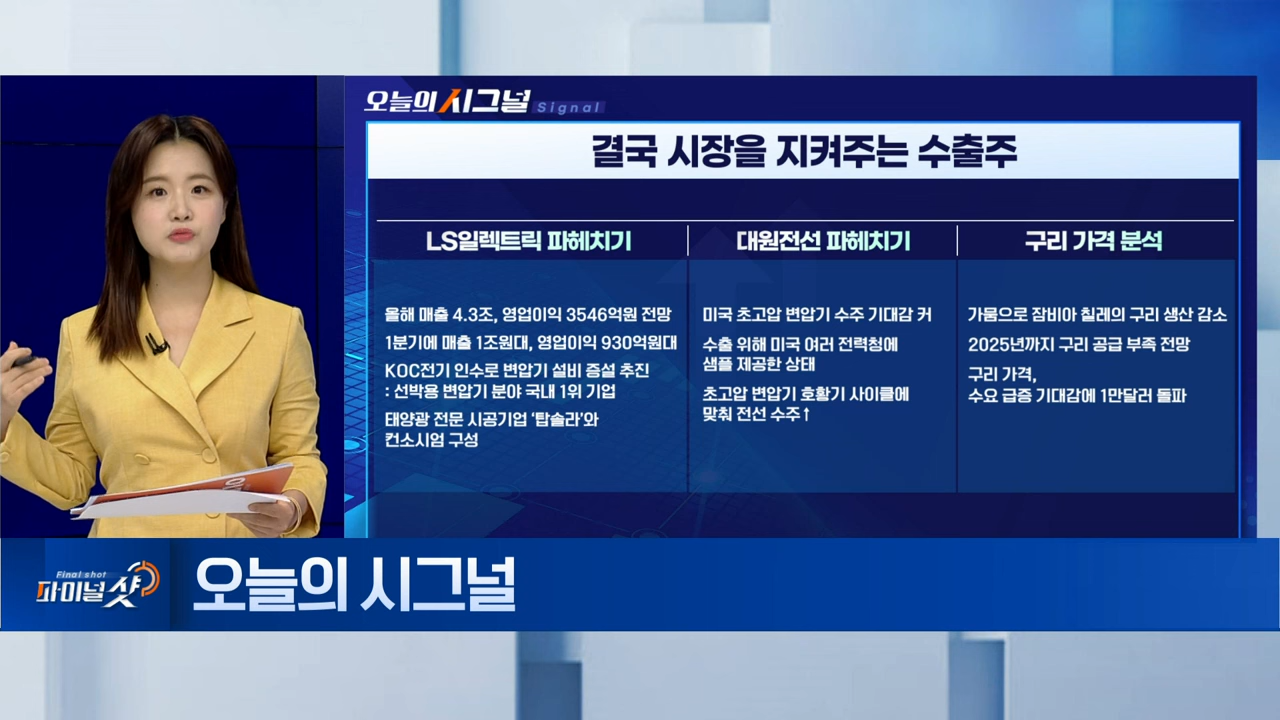 오늘의 시그널 Signal
결국 시장을 지켜주는 수출주
LS일렉트릭 파헤치기
올해 매출 4.3조, 영업이익 3546억원 전망
1분기에 매출 1조원대, 영업이익 930억원대
KOC전기 인수로 변압기 설비 증설 추진
: 선박용 변압기 분야 국내 1위 기업
태양광 전문 시공기업 ‘탑솔라’와
컨소시엄 구성
대원전선 파헤치기
미국 초고압 변압기 수주 기대감 커
수출 위해 미국 여러 전력청에
샘플 제공한 상태
초고압 변압기 호황기 사이클에
맞춰 전선 수주↑
구리 가격 분석
가뭄으로 잠비아 칠레의 구리 생산 감소
2025년까지 구리 공급 부족 전망
구리 가격,
수요 급증 기대감에 1만달러 돌파
Final shot
파이널샷
오늘의 시그널